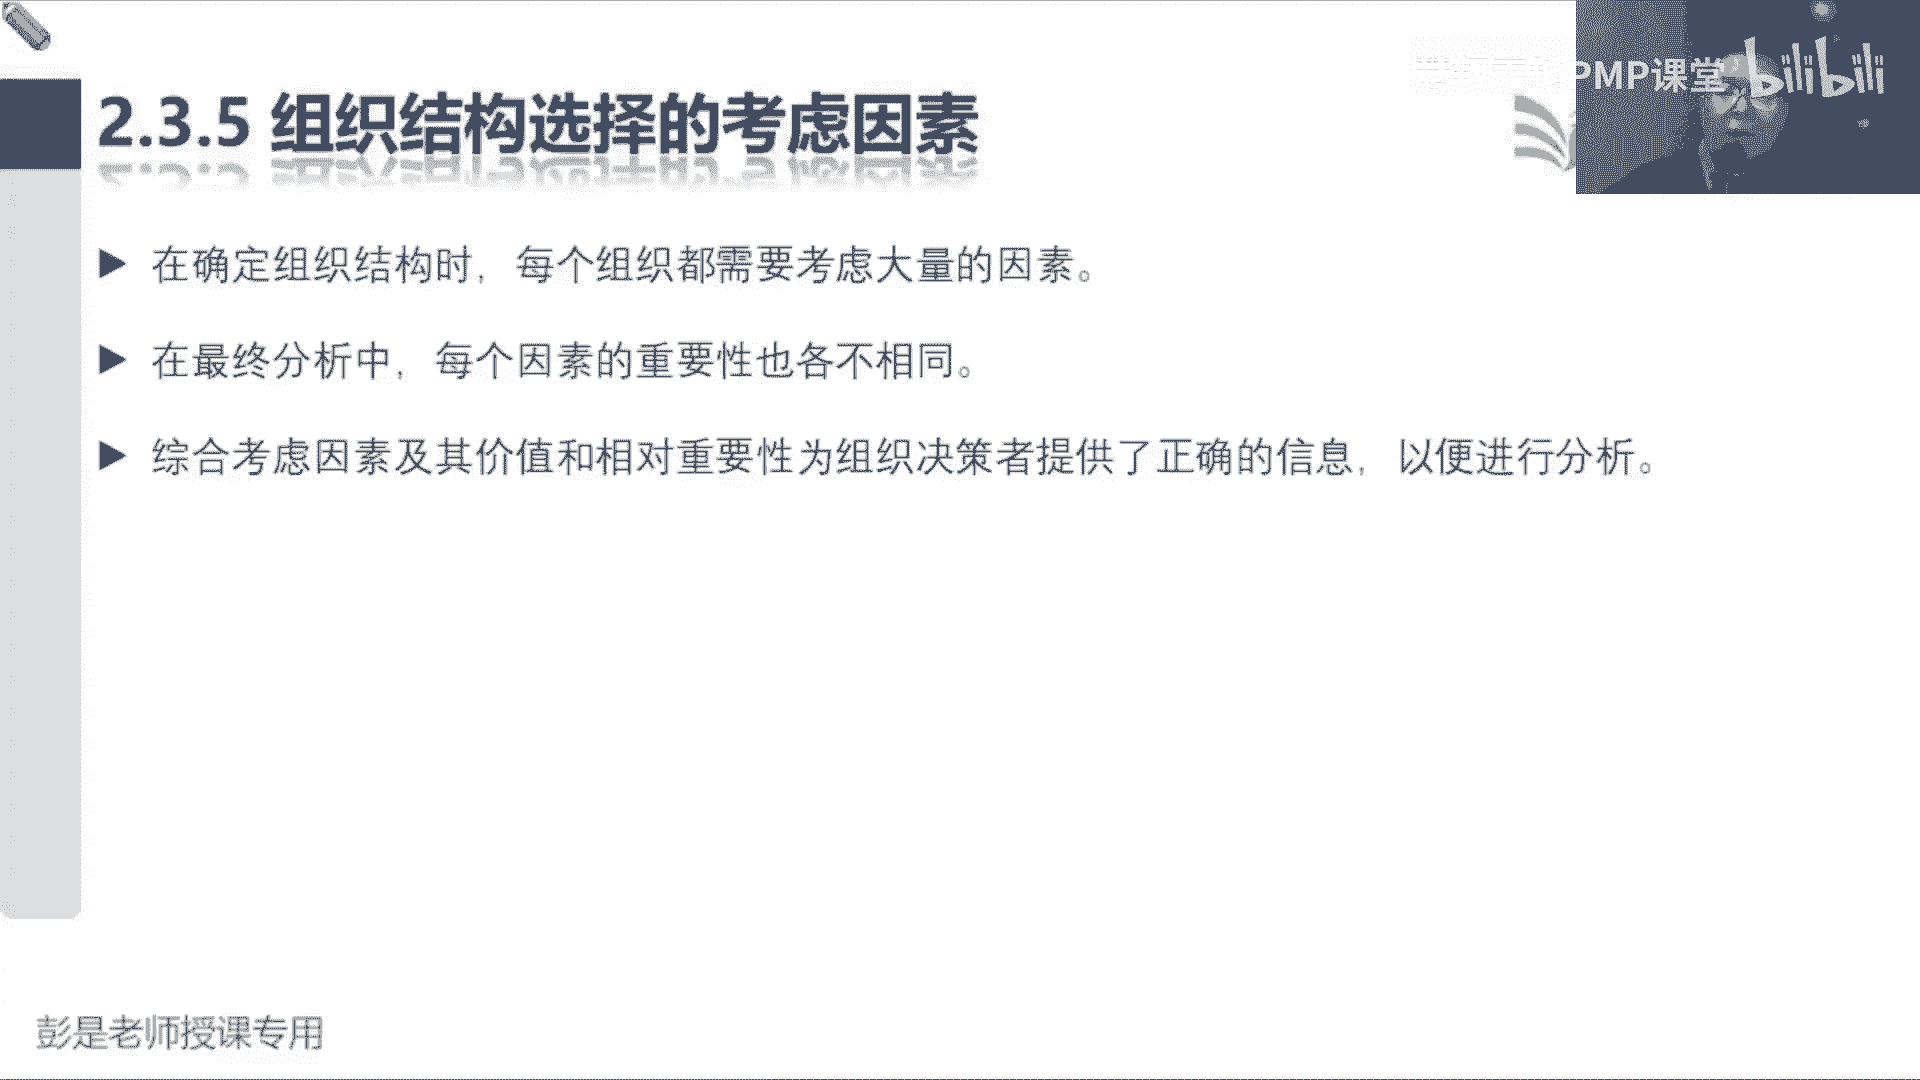 PMP课堂 bilibili
2.3.5 组织结构选择的考虑因素
在确定组织结构时，每个组织都需要考虑大量的因素。
在最终分析中，每个因素的重要性也各不相同。
综合考虑因素及其价值和相对重要性为组织决策者提供了正确的信息，以便进行分析。
彭是老师授课专用